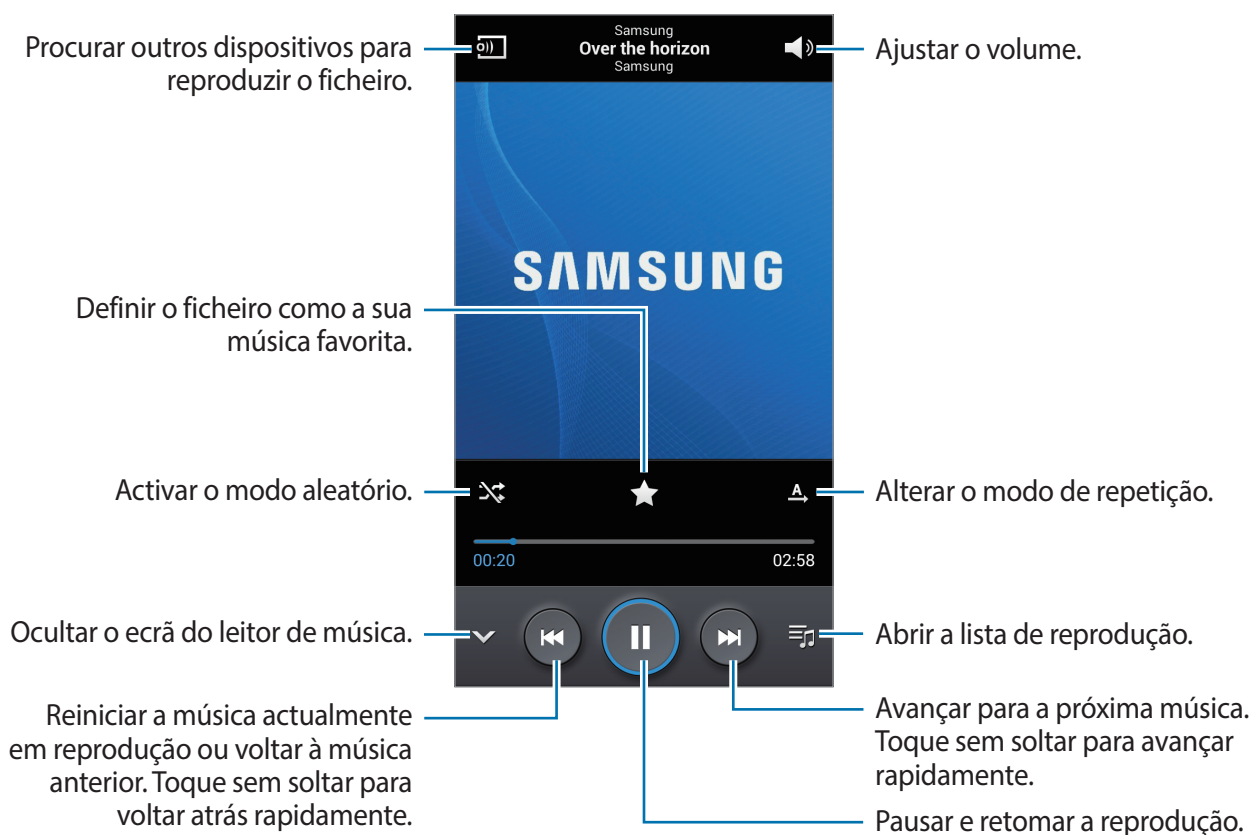 Procurar outros dispositivos para
reproduzir o ficheiro.
Samsung
Over the horizon
Samsung
Ajustar o volume.
SAMSUNG
Definir o ficheiro como a sua
música favorita.
Activar o modo aleatório.
A
Alterar o modo de repetição.
00:20
02:58
Ocultar o ecrã do leitor de música.
Abrir a lista de reprodução.
Reiniciar a música actualmente
em reprodução ou voltar à música
anterior. Toque sem soltar para
voltar atrás rapidamente.
Avançar para a próxima música.
Toque sem soltar para avançar
rapidamente.
Pausar e retomar a reprodução.